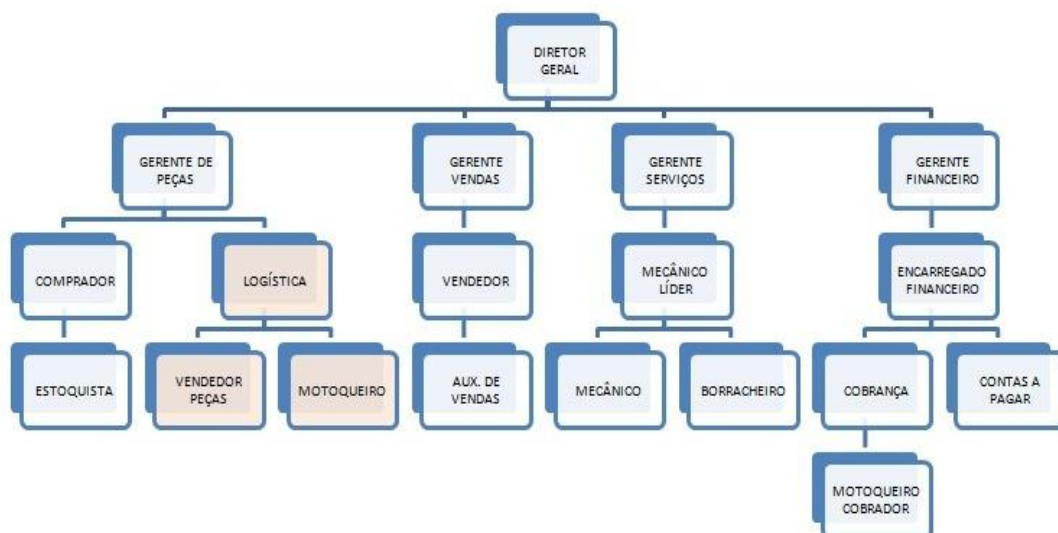 DIRETOR
GERAL
GERENTE DE
PEÇAS
GERENTE
VENDAS
GERENTE
SERVIÇOS
GERENTE
FINANCEIRO
COMPRADOR
LOGÍSTICA
VENDEDOR
MECÂNICO
LÍDER
ENCARREGADO
FINANCEIRO
ESTOQUISTA
VENDEDOR
PEÇAS
MOTOQUEIRO
AUX. DE
VENDAS
MECÂNICO
BORRACHEIRO
COBRANÇA
CONTAS A
PAGAR
MOTOQUEIRO
COBRADOR